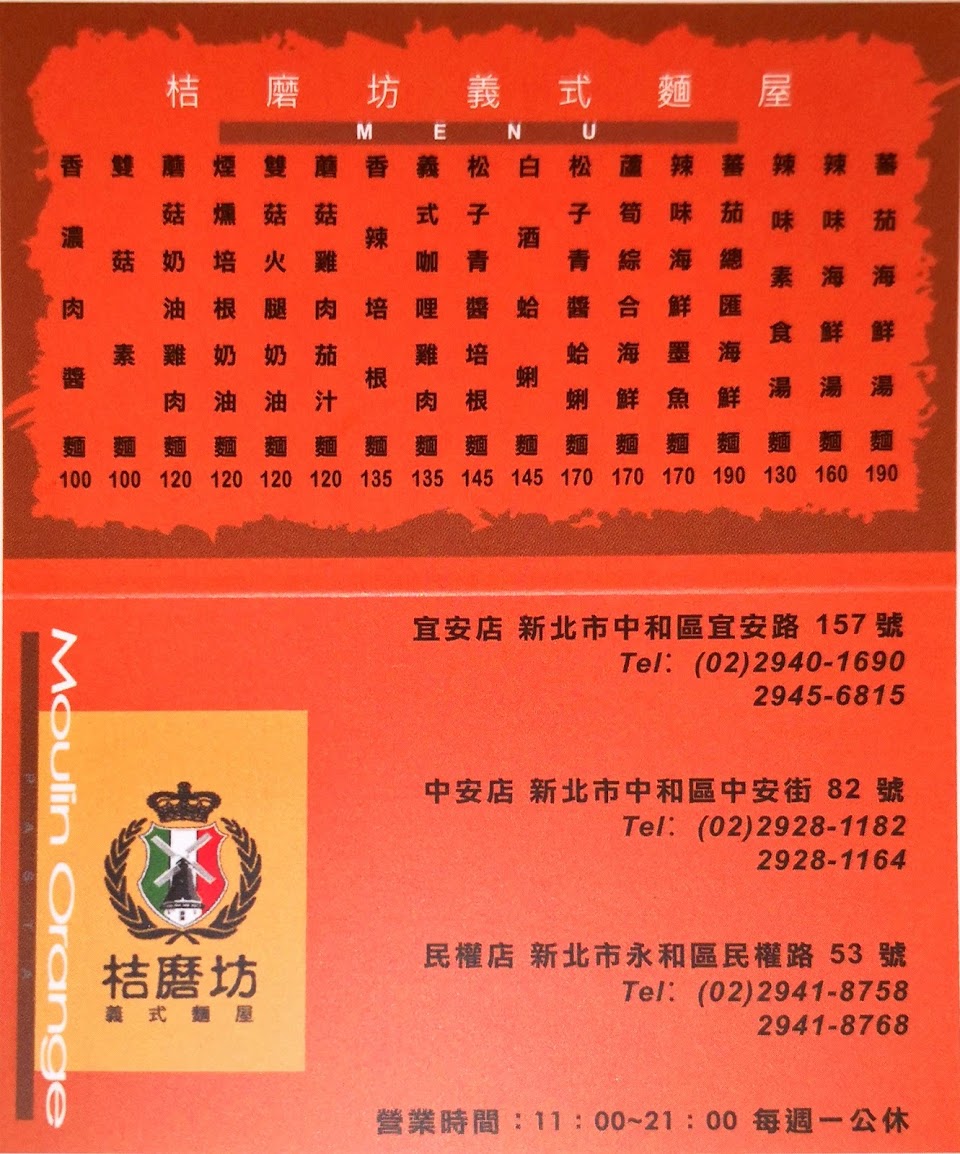 桔磨坊義式麵屋
MENU
香濃肉醬麵 100
雙菇素麵 100
蘑菇奶油雞肉麵 120
煙燻培根奶油麵 120
雙菇火腿奶油麵 120
蘑菇雞肉茄汁麵 120
香辣培根麵 135
義式咖哩雞肉麵 135
松子青醬培根麵 145
白酒蛤蜊麵 145
松子青醬蛤蜊麵 170
蘆筍綜合海鮮麵 170
辣味海鮮墨魚麵 170
蕃茄總匯海鮮麵 190
辣味素食湯麵 130
辣味海鮮湯麵 160
蕃茄海鮮湯麵 190
Moulin Orange
PASTA
桔磨坊
義式麵屋
宜安店 新北市中和區宜安路 157 號
Tel: (02)2940-1690
2945-6815
中安店 新北市中和區中安街 82 號
Tel: (02)2928-1182
2928-1164
民權店 新北市永和區民權路 53 號
Tel: (02)2941-8758
2941-8768
營業時間：11：00~21：00 每週一公休